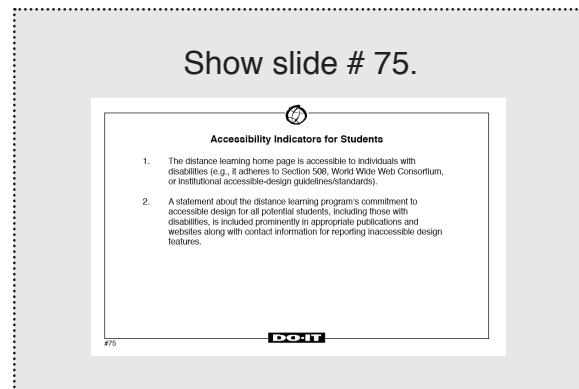 Show slide # 75.
Accessibility Indicators for Students
1. The distance learning home page is accessible to individuals with
disabilities (e.g., it adheres to Section 508, World Wide Web Consortium,
or institutional accessible-design guidelines/standards).
2. A statement about the distance learning program's commitment to
accessible design for all potential students, including those with
disabilities, is included prominently in appropriate publications and
websites along with contact information for reporting inaccessible design
features.
DO-IT
#75